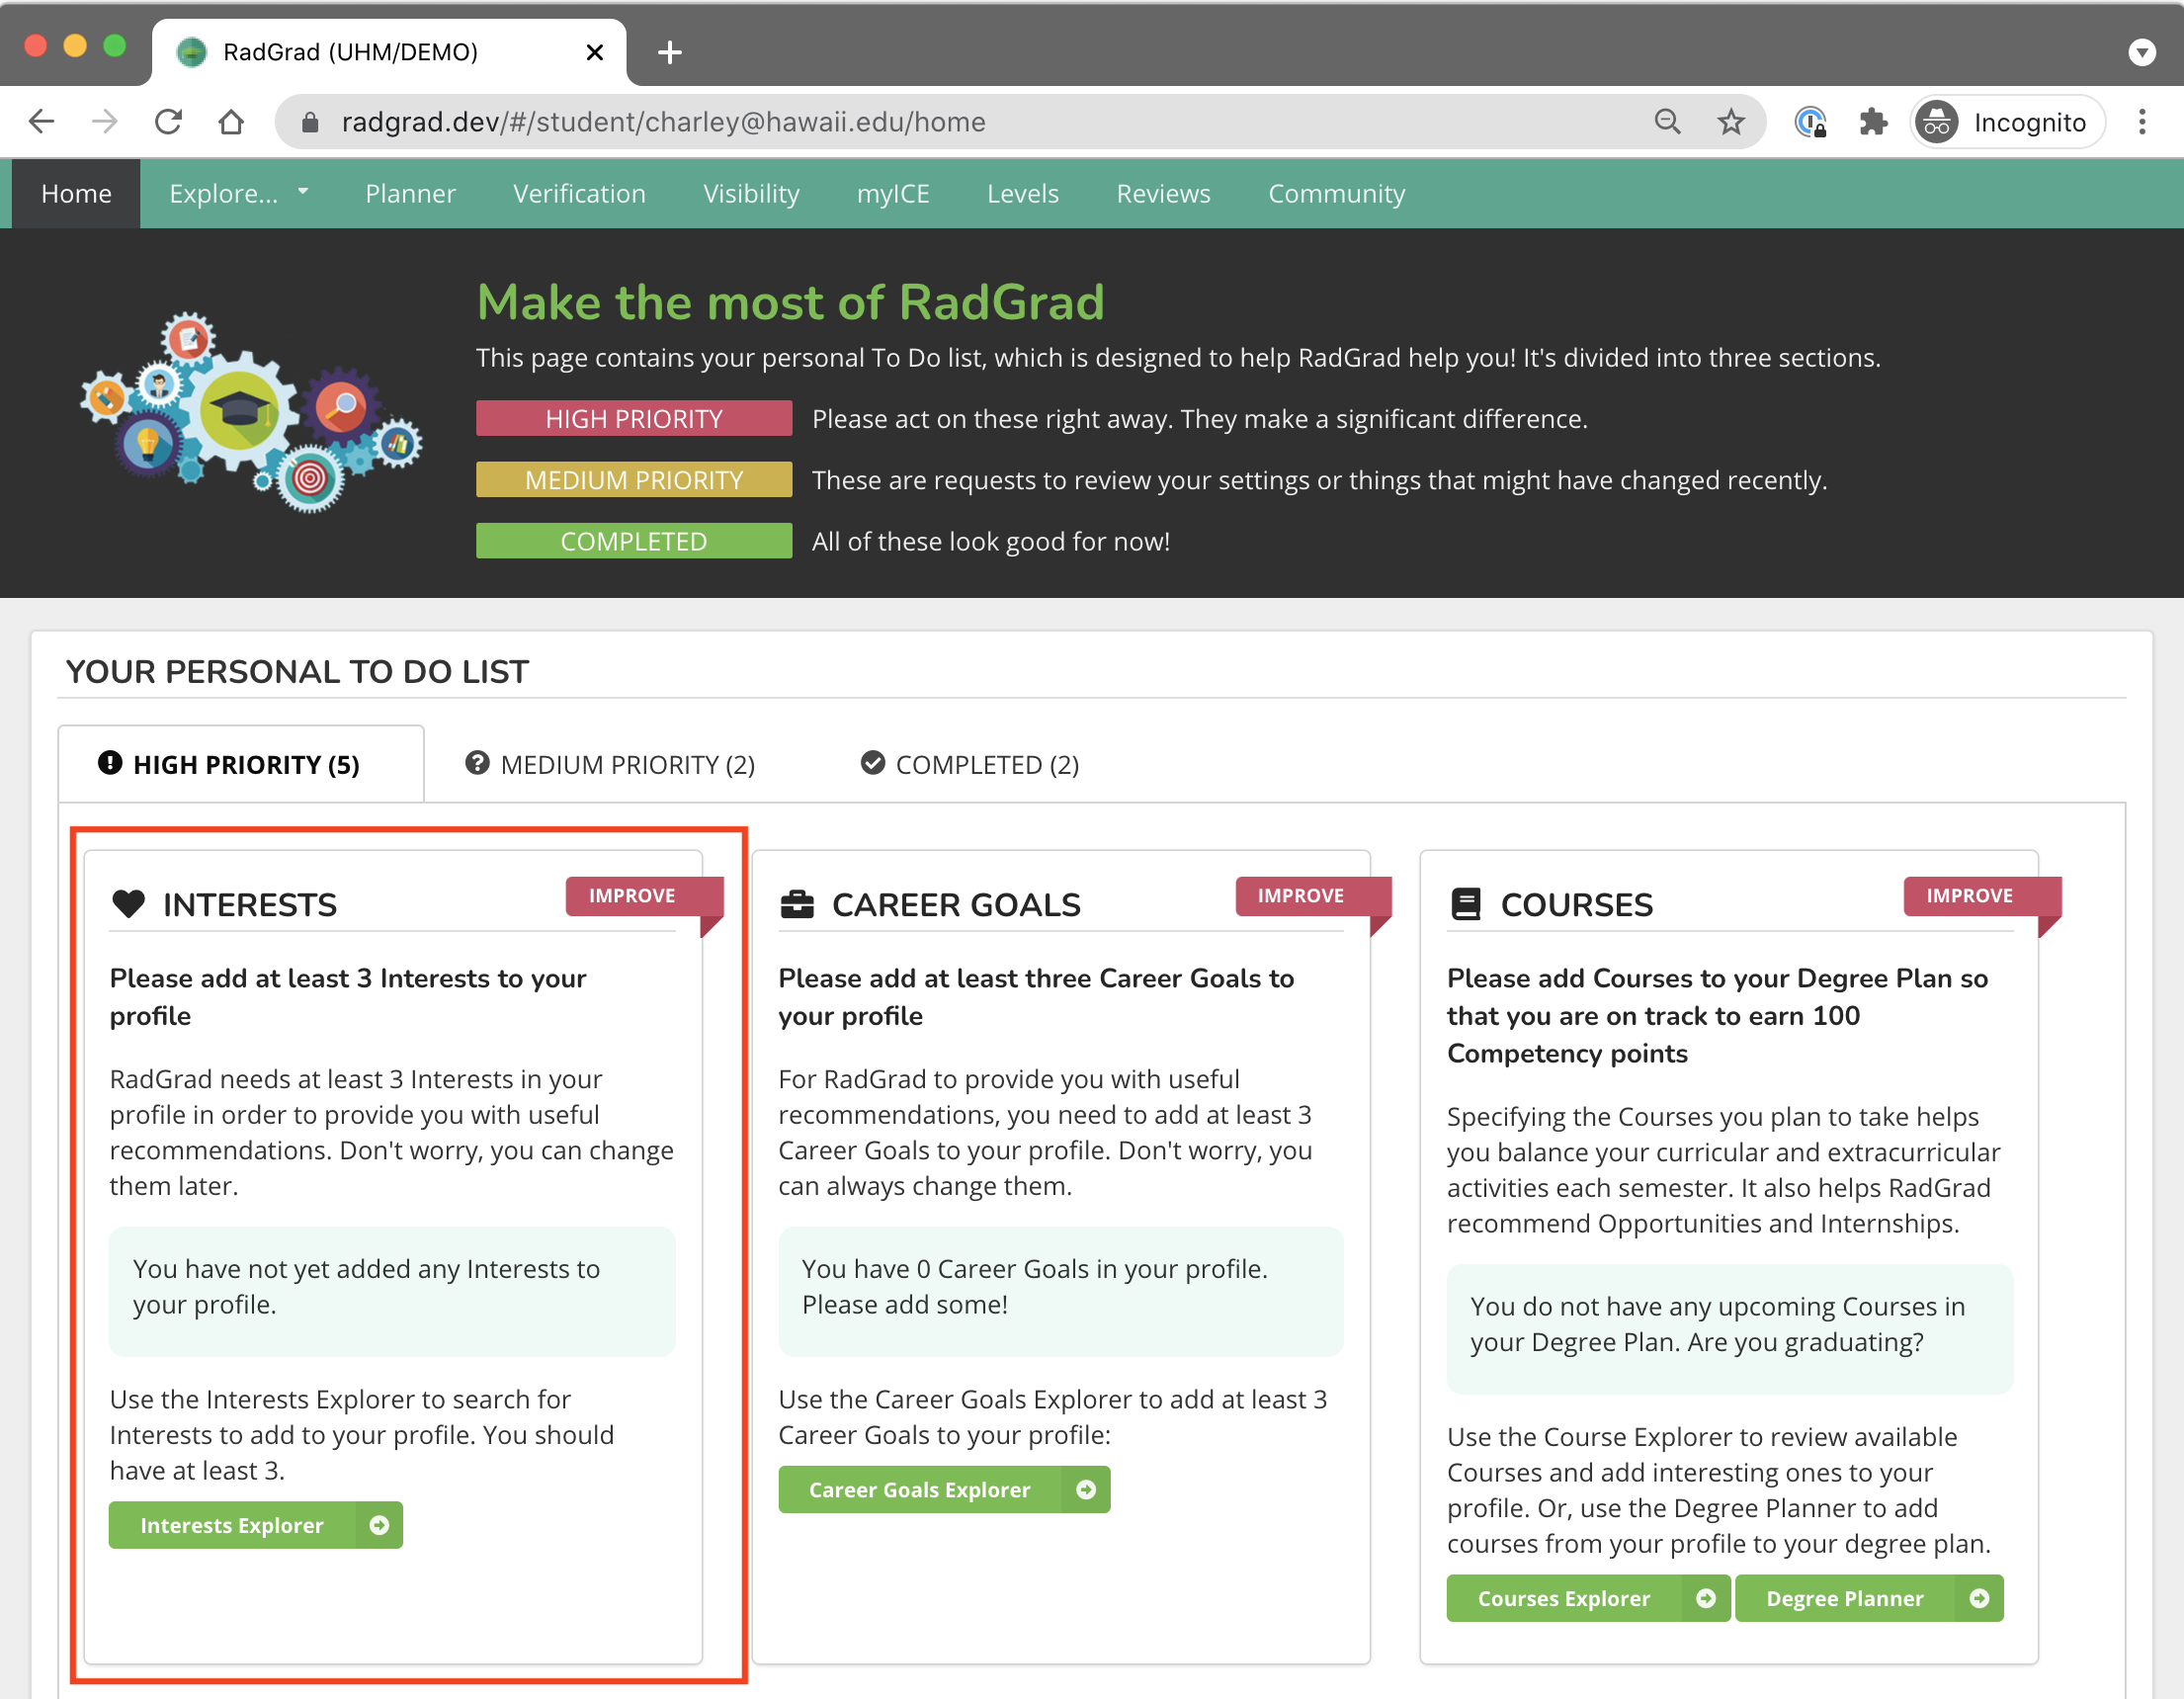 RadGrad (UHM/DEMO)
radgrad.dev/#/student/charley@hawaii.edu/home
Incognito
Home
Explore...
Planner
Verification
Visibility
myICE
Levels
Reviews
Community
Make the most of RadGrad
This page contains your personal To Do list, which is designed to help RadGrad help you! It's divided into three sections.
HIGH PRIORITY
Please act on these right away. They make a significant difference.
MEDIUM PRIORITY
These are requests to review your settings or things that might have changed recently.
COMPLETED
All of these look good for now!
YOUR PERSONAL TO DO LIST
HIGH PRIORITY (5)
MEDIUM PRIORITY (2)
COMPLETED (2)
INTERESTS
IMPROVE
Please add at least 3 Interests to your
profile
RadGrad needs at least 3 Interests in your
profile in order to provide you with useful
recommendations. Don't worry, you can change
them later.
You have not yet added any Interests to
your profile.
Use the Interests Explorer to search for
Interests to add to your profile. You should
have at least 3.
Interests Explorer
CAREER GOALS
IMPROVE
Please add at least three Career Goals to
your profile
For RadGrad to provide you with useful
recommendations, you need to add at least 3
Career Goals to your profile. Don't worry, you
can always change them.
You have 0 Career Goals in your profile.
Please add some!
Use the Career Goals Explorer to add at least 3
Career Goals to your profile:
Career Goals Explorer
COURSES
IMPROVE
Please add Courses to your Degree Plan so
that you are on track to earn 100
Competency points
Specifying the Courses you plan to take helps
you balance your curricular and extracurricular
activities each semester. It also helps RadGrad
recommend Opportunities and Internships.
You do not have any upcoming Courses in
your Degree Plan. Are you graduating?
Use the Course Explorer to review available
Courses and add interesting ones to your
profile. Or, use the Degree Planner to add
courses from your profile to your degree plan.
Courses Explorer
Degree Planner